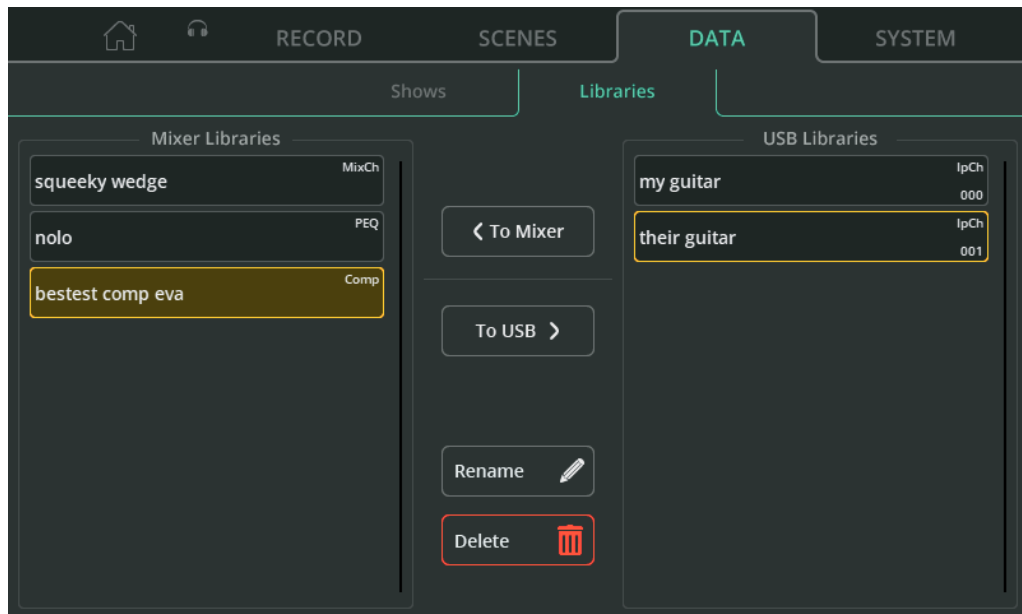 RECORD
SCENES
DATA
SYSTEM
Shows
Libraries
Mixer Libraries
squeeky wedge
MixCh
nolo
PEQ
bestest comp eva
Comp
To Mixer
To USB
Rename
Delete
USB Libraries
my guitar
IpCh
000
their guitar
IpCh
001